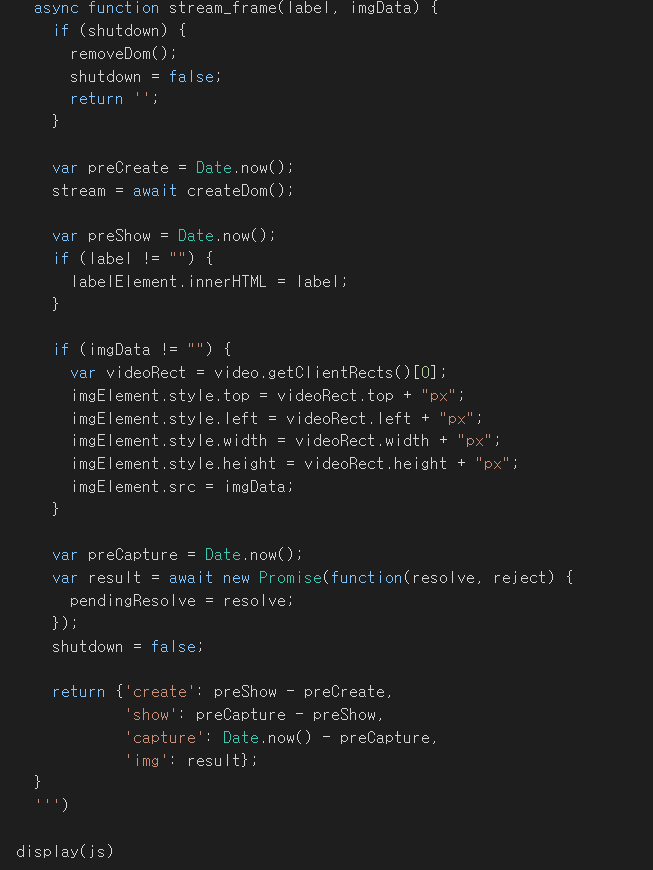 async function stream_frame(label, imgData) {
if (shutdown) {
removeDom();
shutdown = false;
return '';
}
var preCreate = Date.now();
stream = await createDom();
var preShow = Date.now();
if (label != "") {
labelElement.innerHTML = label;
}
if (imgData != "") {
var videoRect = video.getClientRects()[0];
imgElement.style.top = videoRect.top + "px";
imgElement.style.left = videoRect.left + "px";
imgElement.style.width = videoRect.width + "px";
imgElement.style.height = videoRect.height + "px";
imgElement.src = imgData;
}
var preCapture = Date.now();
var result = await new Promise(function(resolve, reject) {
pendingResolve = resolve;
});
shutdown = false;
return {'create': preShow - preCreate,
'show': preCapture - preShow,
'capture': Date.now() - preCapture,
'img': result};
}
''')
display(js)